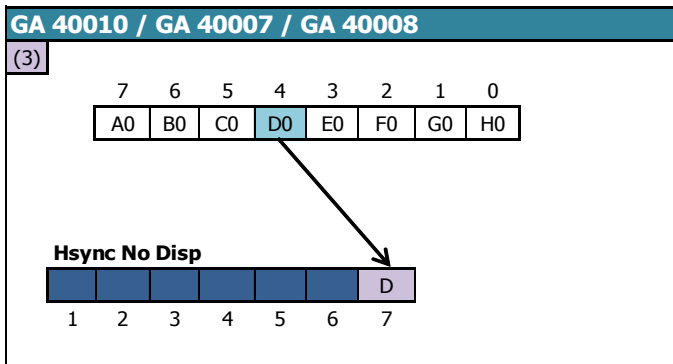 GA 40010 / GA 40007 / GA 40008
(3)
7 6 5 4 3 2 1 0
A0 B0 C0 D0 E0 F0 G0 H0
Hsync No Disp
D
1 2 3 4 5 6 7